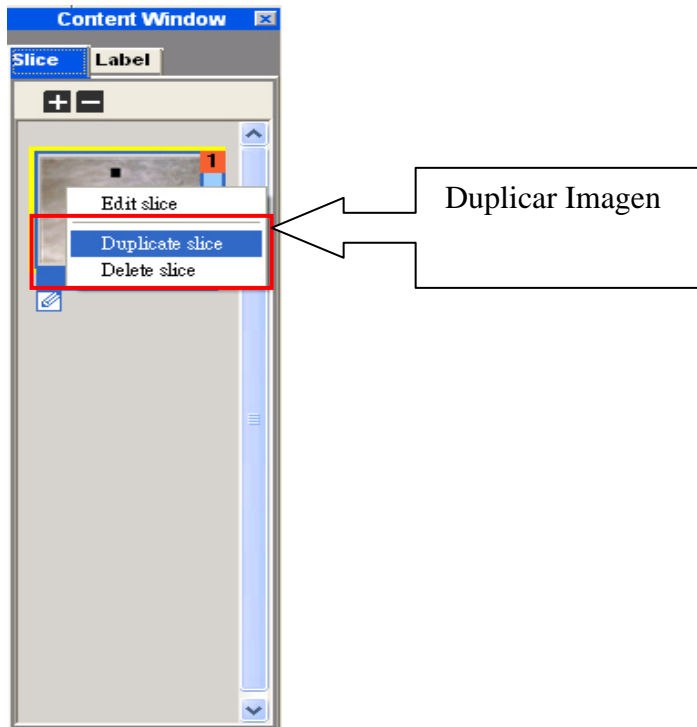 Content Window
Slice Label
1
Edit slice
Duplicate slice
Delete slice
Duplicar Imagen